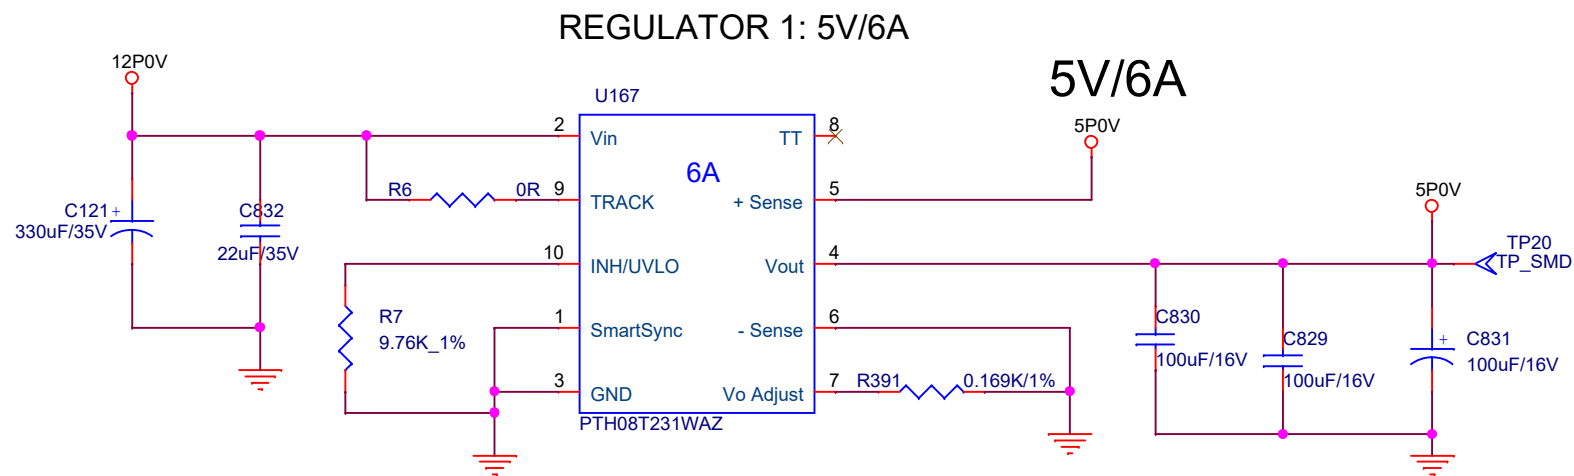 REGULATOR 1: 5V/6A
5V/6A
12P0V
U167
5P0V
2
Vin
TT
8
6A
R6
0R
9
TRACK
+ Sense
5
5P0V
C121
+
330uF/35V
C832
22uF/35V
10
INH/UVLO
Vout
4
TP20
TP_SMD
R7
9.76K_1%
1
SmartSync
- Sense
6
C830
100uF/16V
C829
100uF/16V
+
C831
100uF/16V
3
GND
Vo Adjust
7
R391
0.169K/1%
PTH08T231WAZ